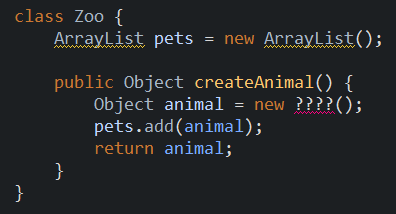 class Zoo {
    ArrayList pets = new ArrayList();

    public Object createAnimal() {
        Object animal = new ????();
        pets.add(animal);
        return animal;
    }
}